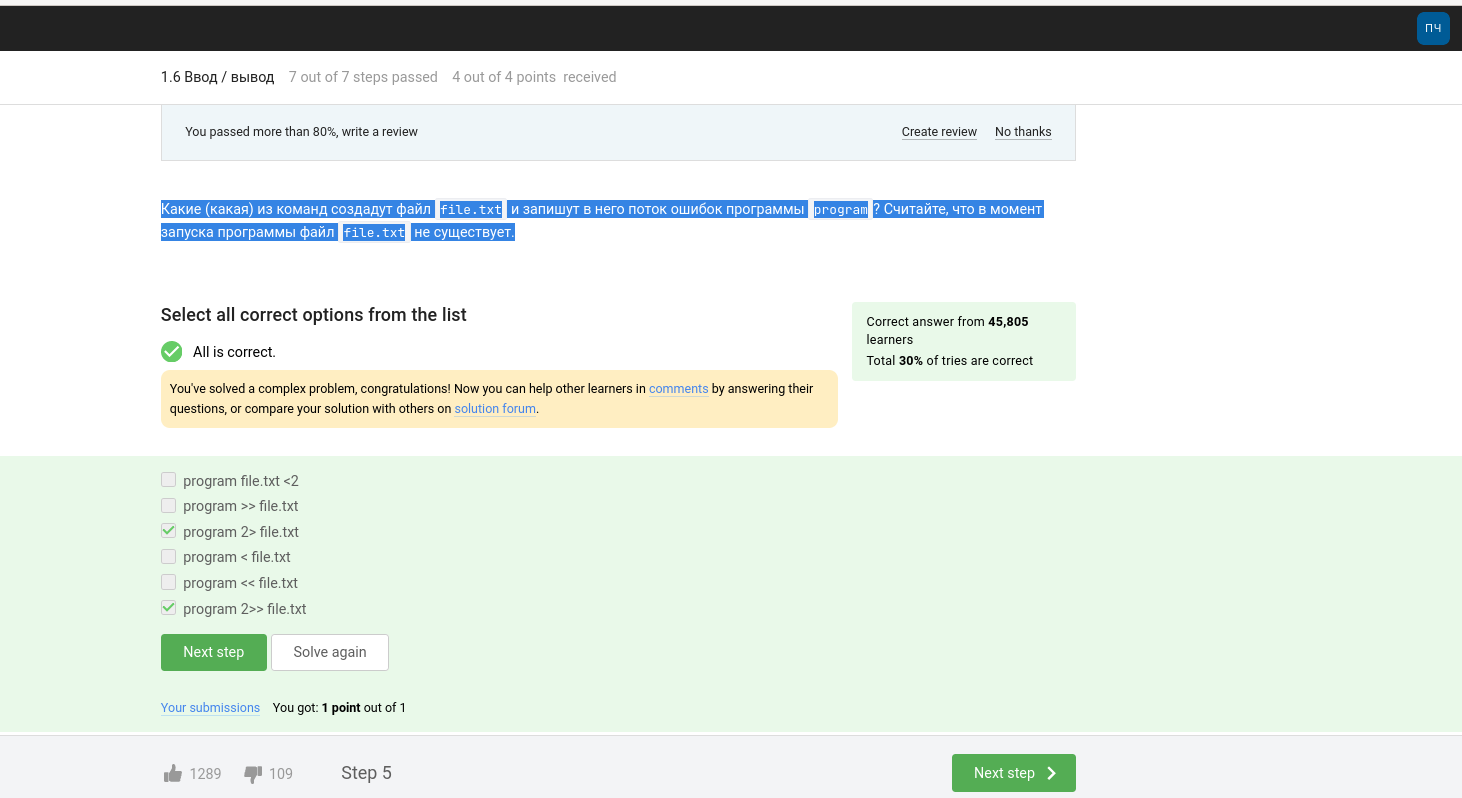 ПЧ
1.6 Ввод / вывод 7 out of 7 steps passed 4 out of 4 points received
You passed more than 80%, write a review Create review No thanks
Какие (какая) из команд создадут файл file.txt и запишут в него поток ошибок программы program? Считайте, что в момент
запуска программы файл file.txt не существует.
Select all correct options from the list
All is correct.
You've solved a complex problem, congratulations! Now you can help other learners in comments by answering their
questions, or compare your solution with others on solution forum.
Correct answer from 45,805
learners
Total 30% of tries are correct
program file.txt <2
program >> file.txt
program 2> file.txt
program < file.txt
program << file.txt
program 2>> file.txt
Next step Solve again
Your submissions You got: 1 point out of 1
1289 109 Step 5 Next step